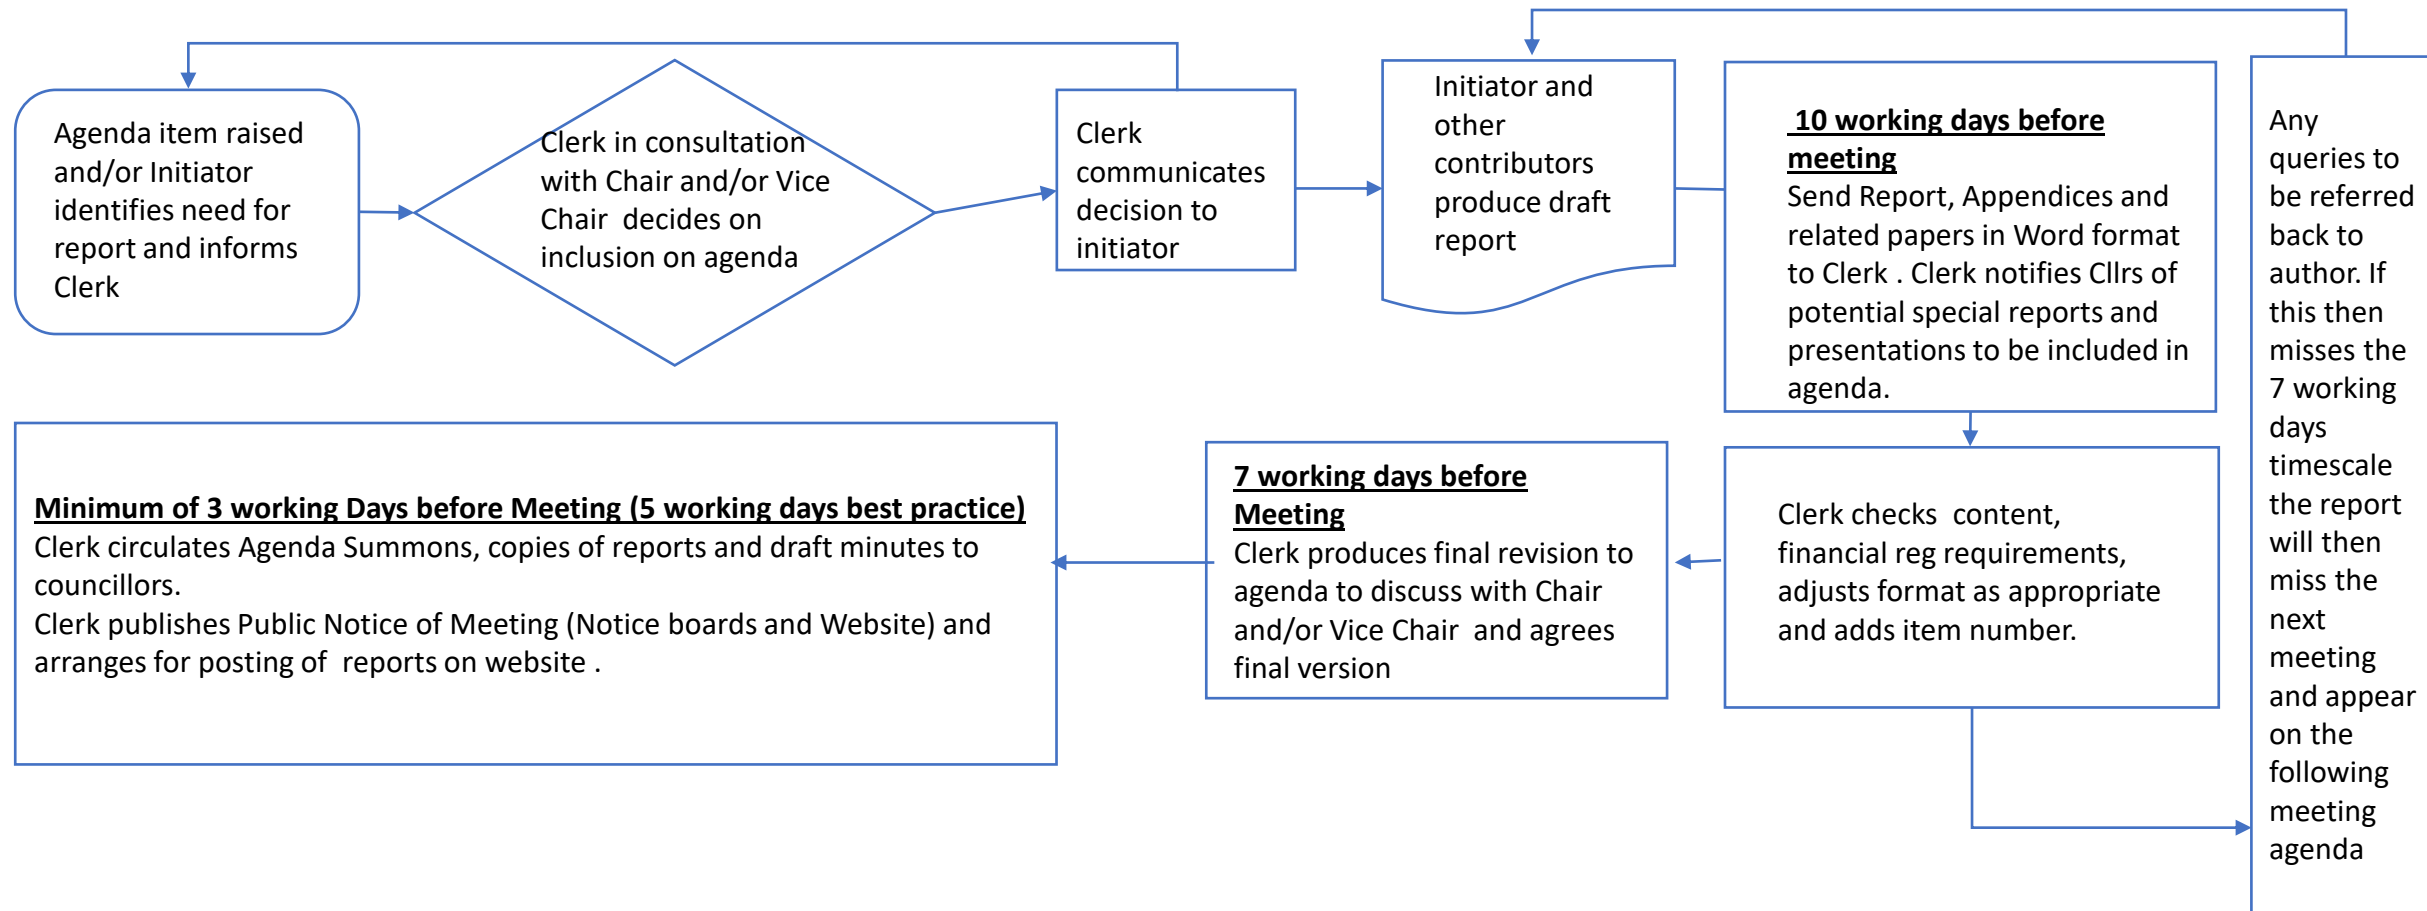 Agenda item raised
and/or Initiator
identifies need for
report and informs
Clerk
Clerk in consultation
with Chair and/or Vice
Chair  decides on
inclusion on agenda
Clerk
communicates
decision to
initiator
Initiator and
other
contributors
produce draft
report
10 working days before
meeting
Send Report, Appendices and
related papers in Word format
to Clerk . Clerk notifies Cllrs of
potential special reports and
presentations to be included in
agenda.
Any
queries to
be referred
back to
author. If
this then
misses the
7 working
days
timescale
the report
will then
miss the
next
meeting
and appear
on the
following
meeting
agenda
Clerk checks  content,
financial reg requirements,
adjusts format as appropriate
and adds item number.
7 working days before
Meeting
Clerk produces final revision to
agenda to discuss with Chair
and/or Vice Chair  and agrees
final version
Minimum of 3 working Days before Meeting (5 working days best practice)
Clerk circulates Agenda Summons, copies of reports and draft minutes to
councillors.
Clerk publishes Public Notice of Meeting (Notice boards and Website) and
arranges for posting of  reports on website .